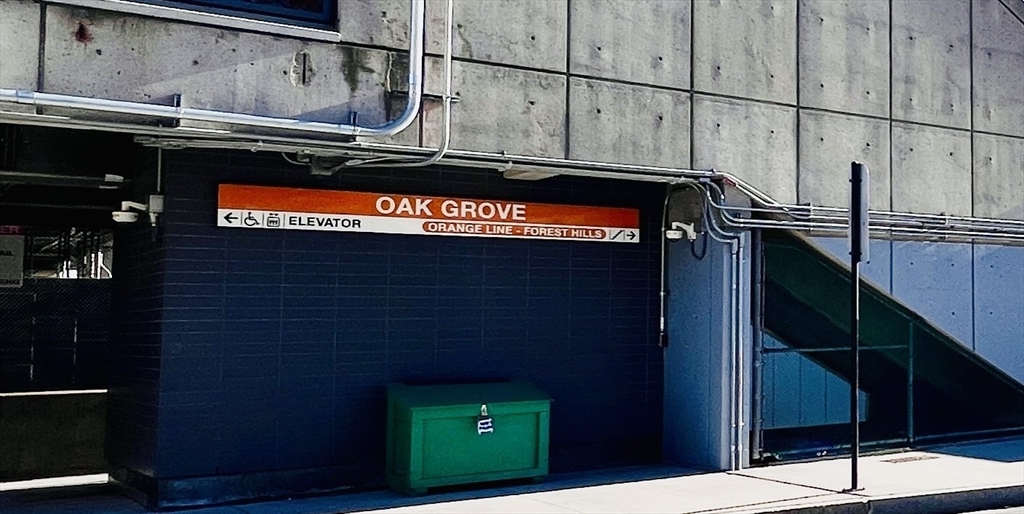 OAK GROVE
ELEVATOR
ORANGE LINE - FOREST HILLS